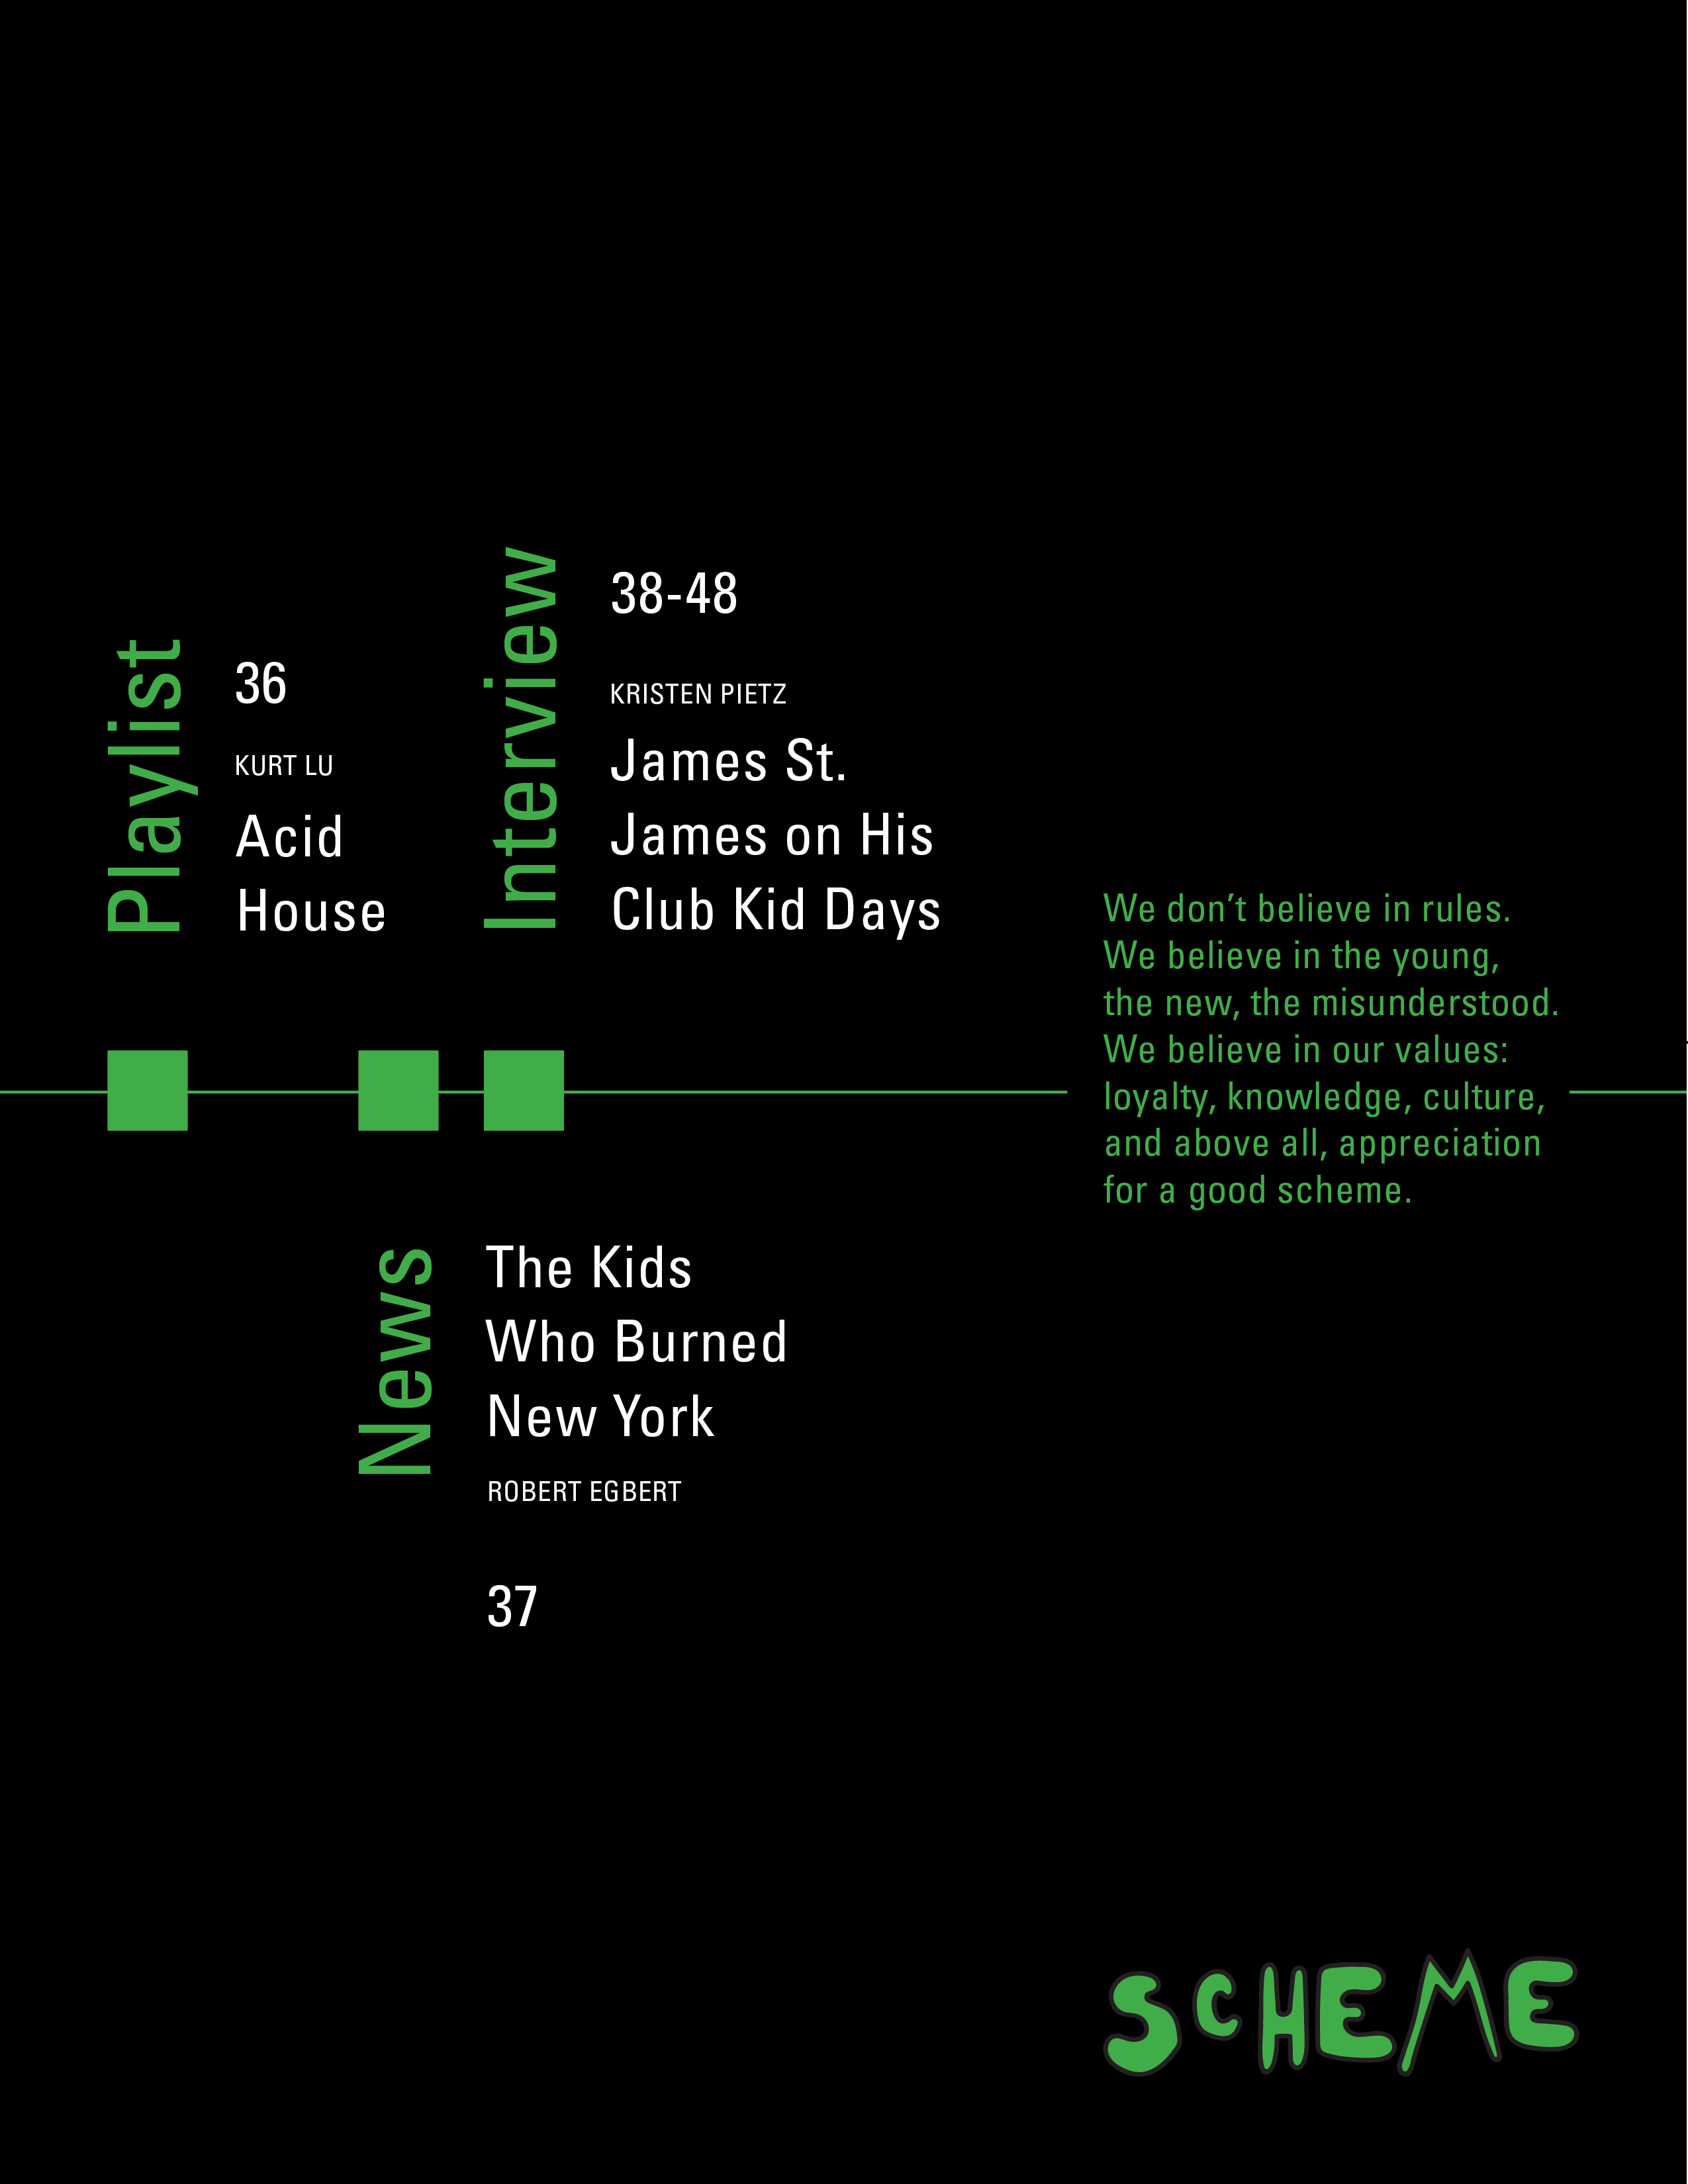 Playlist
36
KURT LU
Acid
House
Interview
38-48
KRISTEN PIETZ
James St.
James on His
Club Kid Days
We don’t believe in rules.
We believe in the young,
the new, the misunderstood.
We believe in our values:
loyalty, knowledge, culture,
and above all, appreciation
for a good scheme.
News
The Kids
Who Burned
New York
ROBERT EGBERT
37
SCHEME